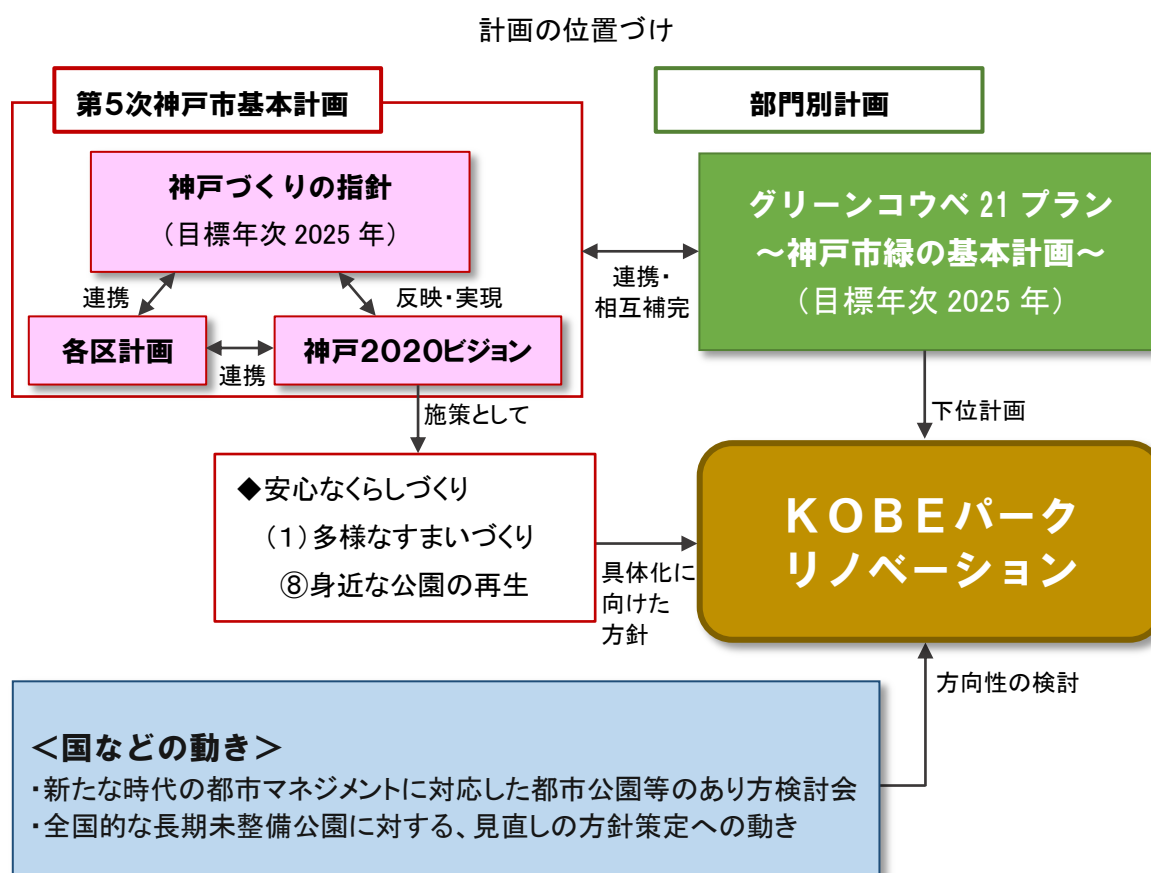 計画の位置づけ
第5次神戸市基本計画
部門別計画
神戸づくりの指針
（目標年次 2025 年）
連携
反映・実現
各区計画
連携
神戸2020ビジョン
連携・
相互補完
グリーンコウベ 21 プラン
～神戸市緑の基本計画～
（目標年次 2025 年）
施策として
下位計画
◆安心なくらしづくり
（1）多様なすまいづくり
⑧身近な公園の再生
具体化に
向けた
方針
KOBEパーク
リノベーション
方向性の検討
＜国などの動き＞
・新たな時代の都市マネジメントに対応した都市公園等のあり方検討会
・全国的な長期未整備公園に対する、見直しの方針策定への動き